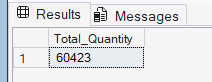 Results Messages
Total_Quantity
1 60423